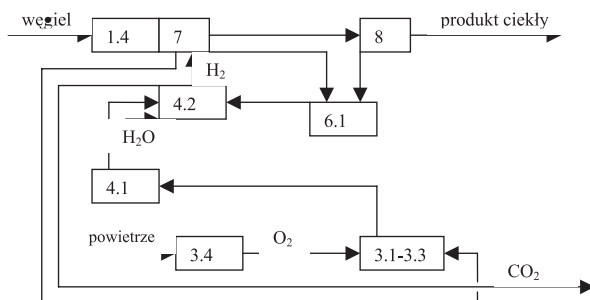 węgiel
produkt ciekły
1.4
7
8
H₂
4.2
6.1
H₂O
4.1
powietrze
O₂
3.4
3.1-3.3
CO₂